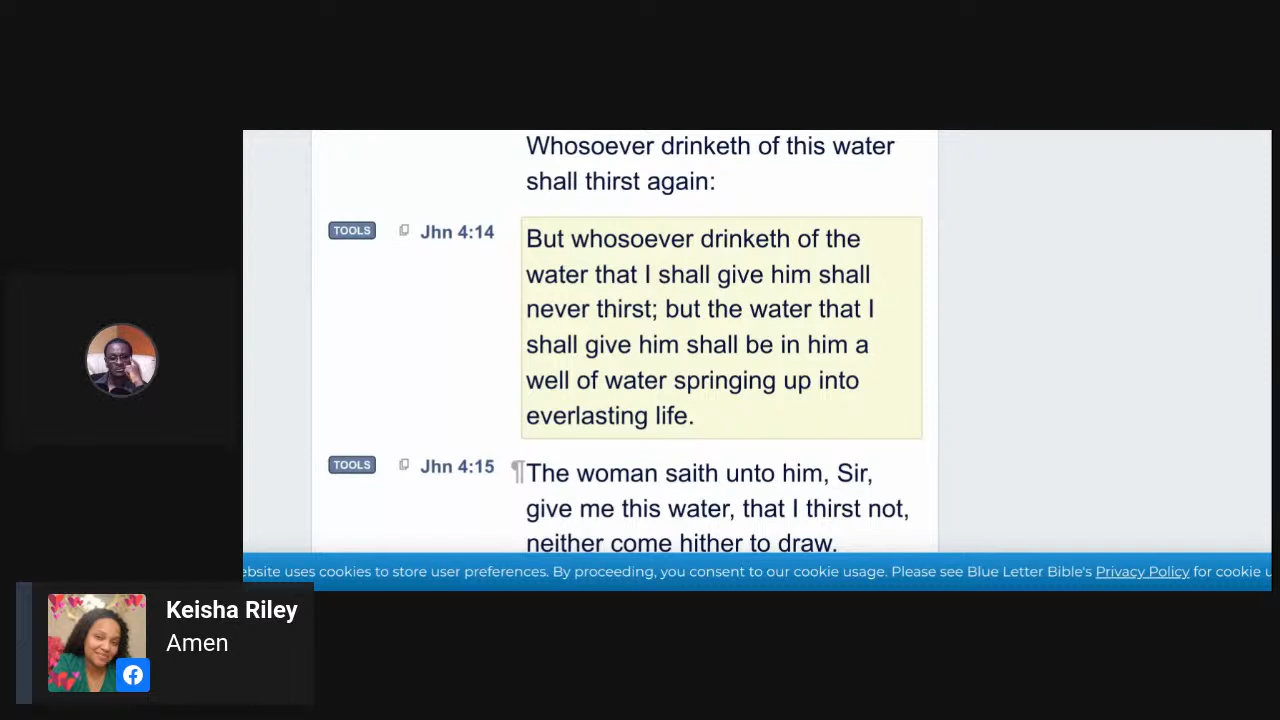 Whosoever drinketh of this water
shall thirst again:
TOOLS Jhn 4:14 But whosoever drinketh of the
water that I shall give him shall
never thirst; but the water that I
shall give him shall be in him a
well of water springing up into
everlasting life.
TOOLS Jhn 4:15 ¶The woman saith unto him, Sir,
give me this water, that I thirst not,
neither come hither to draw.
ebsite uses cookies to store user preferences. By proceeding, you consent to our cookie usage. Please see Blue Letter Bible's Privacy Policy for cookie u
Keisha Riley
Amen